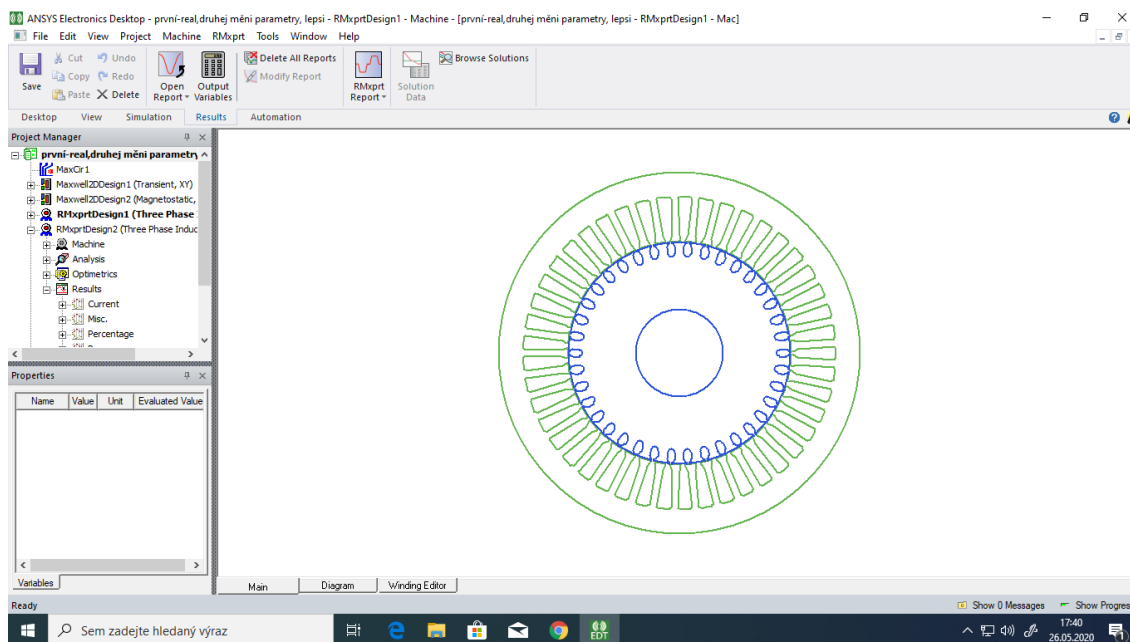 ANSYS Electronics Desktop - první-real,druhej měni parametry, lepsi - RMxprtDesign1 - Machine - [první-real,druhej měni parametry, lepsi - RMxprtDesign1 - Mac]
File Edit View Project Machine RMxprt Tools Window Help
Save
Cut Undo
Copy Redo
Paste Delete
Open Report
Output Variables
Delete All Reports
Modify Report
RMxprt Report
Solution Data
Browse Solutions
Desktop View Simulation Results Automation
Project Manager
první-real,druhej měni parametry
MaxCir1
Maxwell2DDesign1 (Transient, XY)
Maxwell2DDesign2 (Magnetostatic,
RMxprtDesign1 (Three Phase
RMxprtDesign2 (Three Phase Induc
Machine
Analysis
Optimetrics
Results
Current
Misc.
Percentage
Properties
Name Value Unit Evaluated Value
Variables
Main Diagram Winding Editor
Ready
Show 0 Messages Show Progres
Sem zadejte hledaný výraz
EDT
17:40
26.05.2020
1